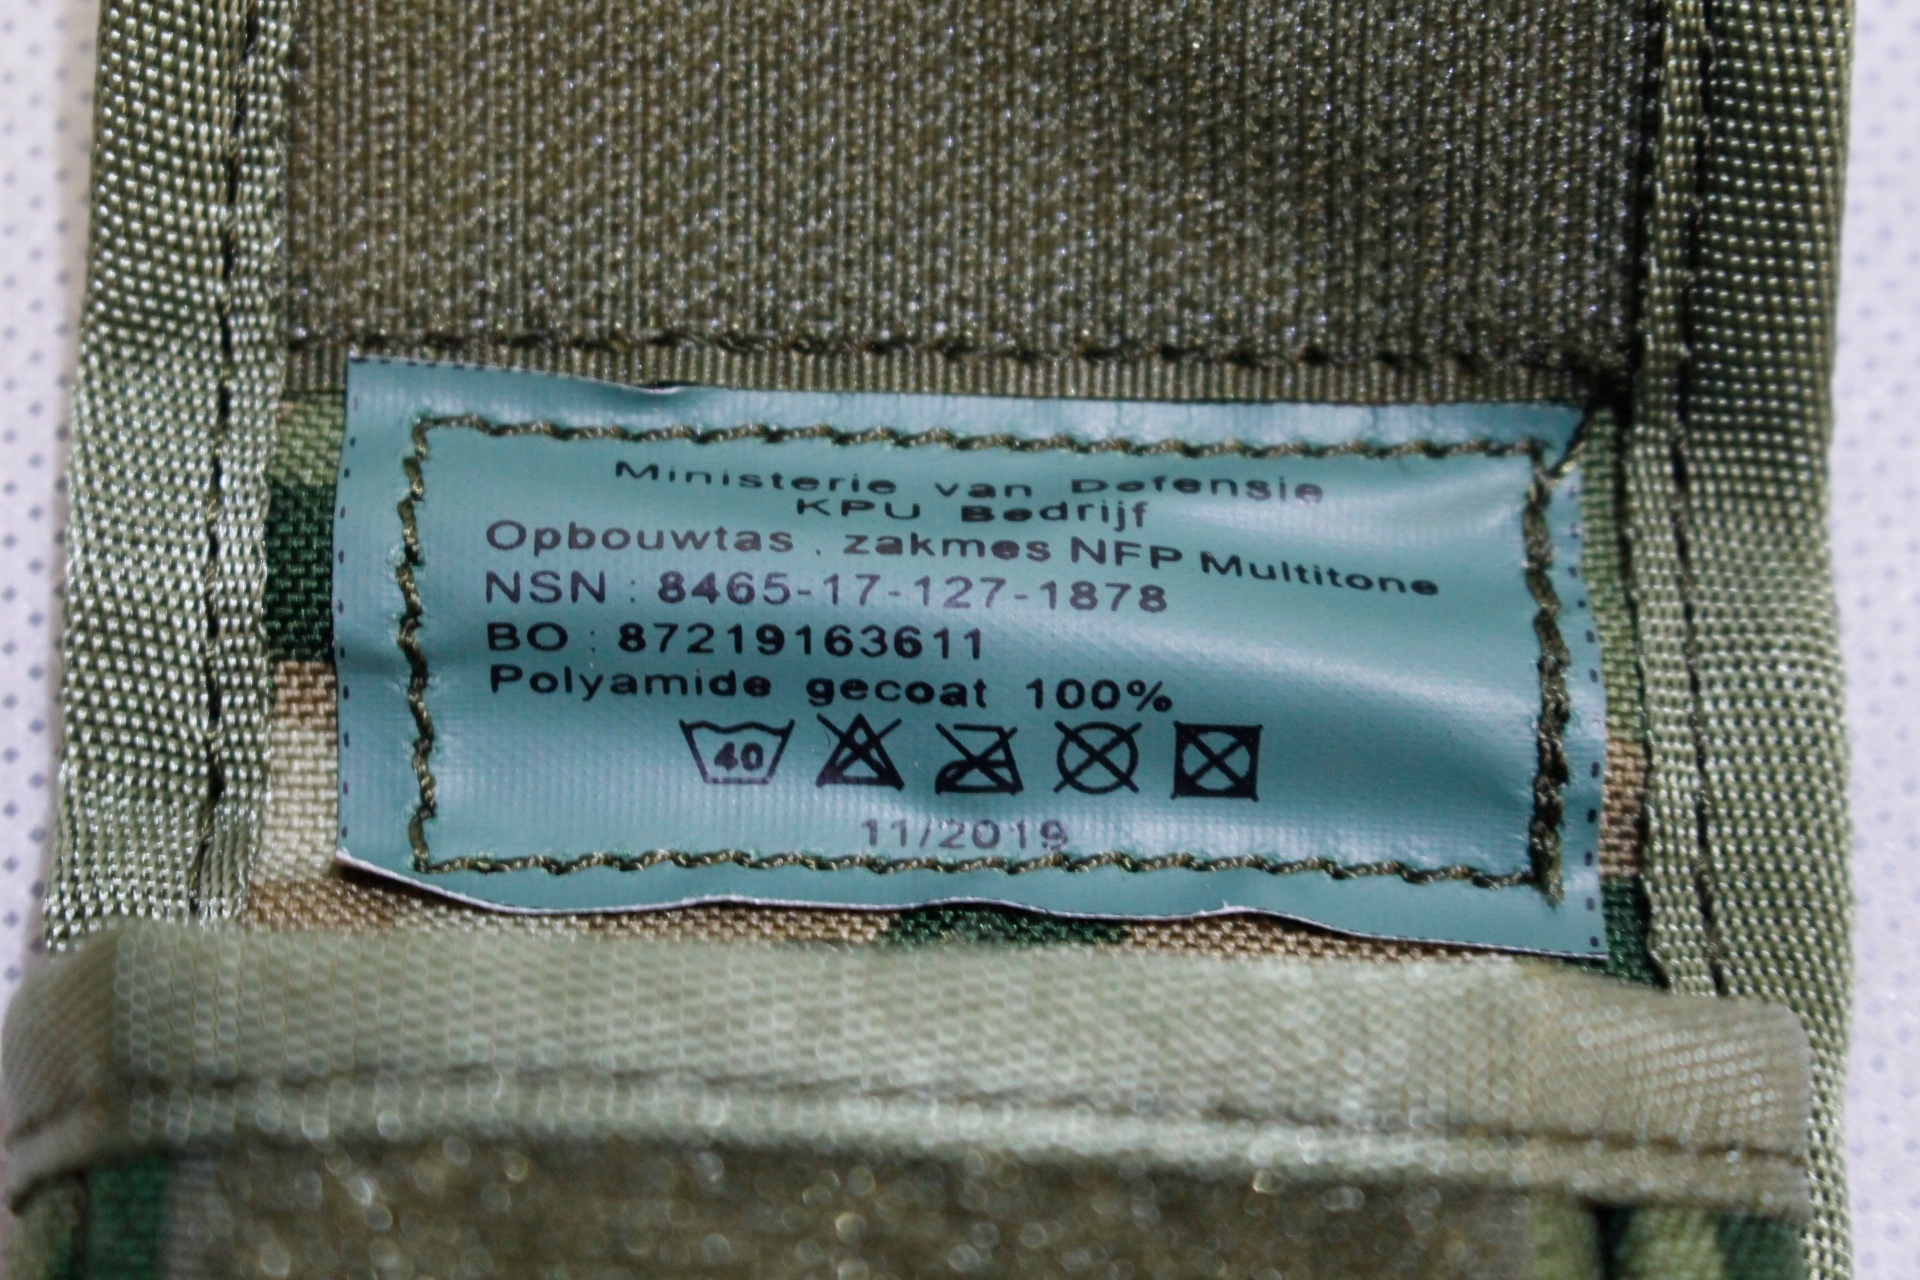 Ministerie van Defensie
KPU Bedrijf
Opbouwtas , zakmes NFP Multitone
NSN : 8465-17-127-1878
BO : 87219163611
Polyamide gecoat 100%
40
11/2019